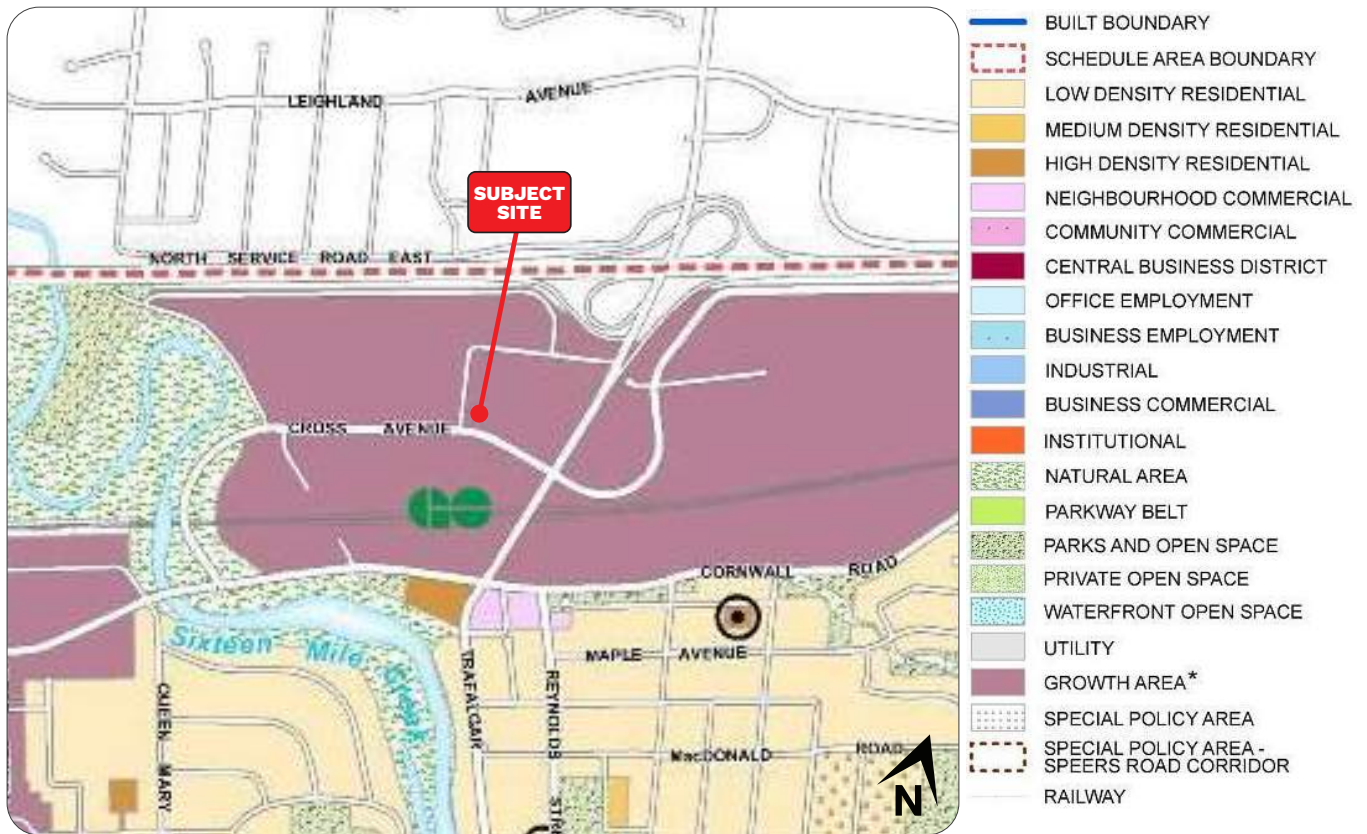 LEIGHLAND
AVENUE
SUBJECT
SITE
NORTH SERVICE ROAD EAST
CROSS AVENUE
CORNWALL ROAD
Sixteen Mile Creek
MAPLE AVENUE
TRAFALGAR
REYNOLDS
QUEEN MARY
MacDONALD ROAD
N
BUILT BOUNDARY
SCHEDULE AREA BOUNDARY
LOW DENSITY RESIDENTIAL
MEDIUM DENSITY RESIDENTIAL
HIGH DENSITY RESIDENTIAL
NEIGHBOURHOOD COMMERCIAL
COMMUNITY COMMERCIAL
CENTRAL BUSINESS DISTRICT
OFFICE EMPLOYMENT
BUSINESS EMPLOYMENT
INDUSTRIAL
BUSINESS COMMERCIAL
INSTITUTIONAL
NATURAL AREA
PARKWAY BELT
PARKS AND OPEN SPACE
PRIVATE OPEN SPACE
WATERFRONT OPEN SPACE
UTILITY
GROWTH AREA*
SPECIAL POLICY AREA
SPECIAL POLICY AREA -
SPEERS ROAD CORRIDOR
RAILWAY